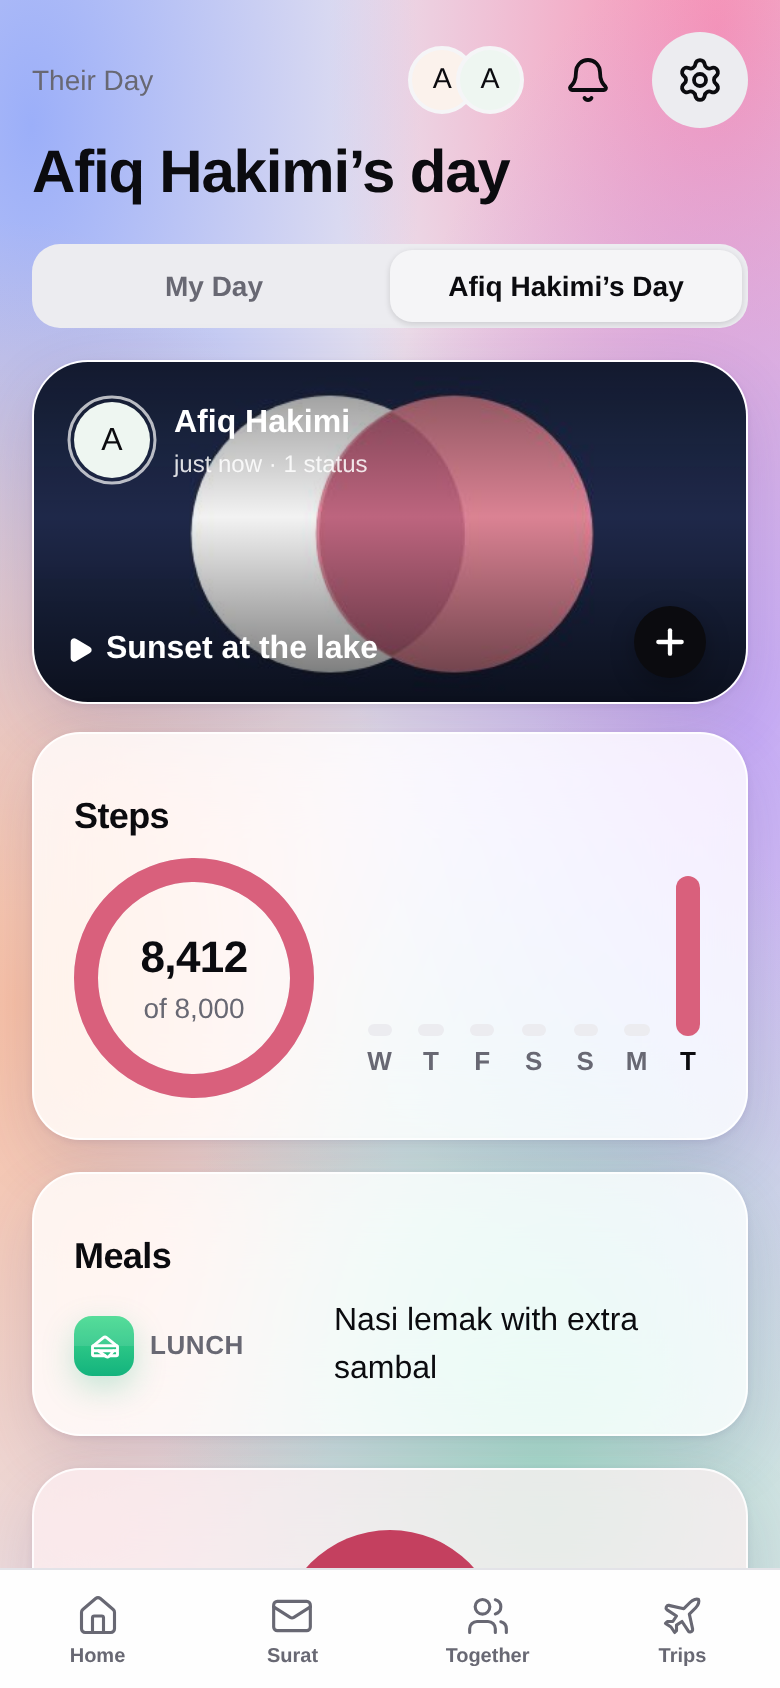 Their Day
A A
Afiq Hakimi’s day
My Day
Afiq Hakimi’s Day
A
Afiq Hakimi
just now · 1 status
Sunset at the lake
Steps
8,412
of 8,000
W T F S S M T
Meals
LUNCH
Nasi lemak with extra
sambal
Home
Surat
Together
Trips